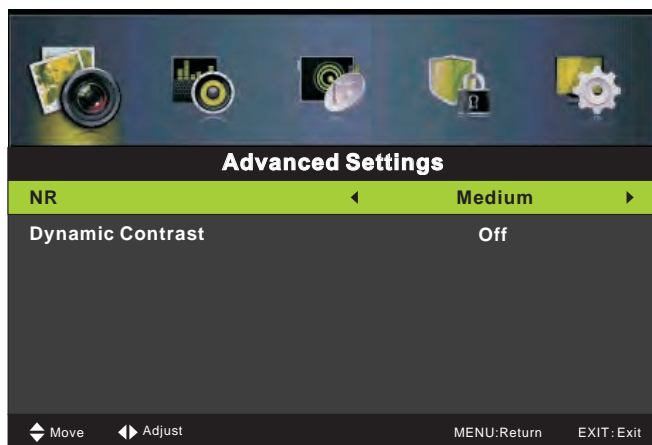 Advanced Settings
NR Medium
Dynamic Contrast Off
Move Adjust MENU:Return EXIT:Exit